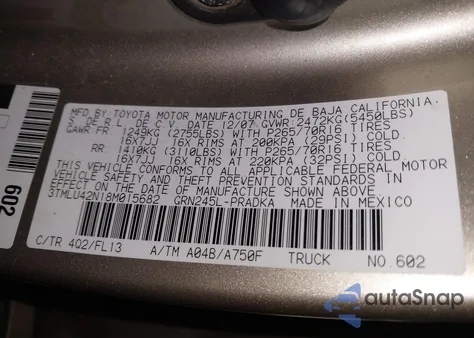 MFD.BY:TOYOTA MOTOR MANUFACTURING DE BAJA CALIFORNIA,
S. DE R.L. DE C.V. DATE 12/07 GVWR 2472KG(5450LBS)
GAWR:FR 1249KG (2755LBS) WITH P265/70R16 TIRES
16X7JJ 16X RIMS AT 200KPA (29PSI) COLD.
RR 1410KG (3110LBS) WITH P265/70R16 TIRES
16X7JJ 16X RIMS AT 220KPA (32PSI) COLD.
THIS VEHICLE CONFORMS TO ALL APPLICABLE FEDERAL MOTOR
VEHICLE SAFETY AND THEFT PREVENTION STANDARDS IN
EFFECT ON THE DATE OF MANUFACTURE SHOWN ABOVE.
3TMLU42N18M015682 GRN245L-PRADKA MADE IN MEXICO
C/TR 4Q2/FL13 A/TM A04B/A750F TRUCK NO.602
602
autoSnap